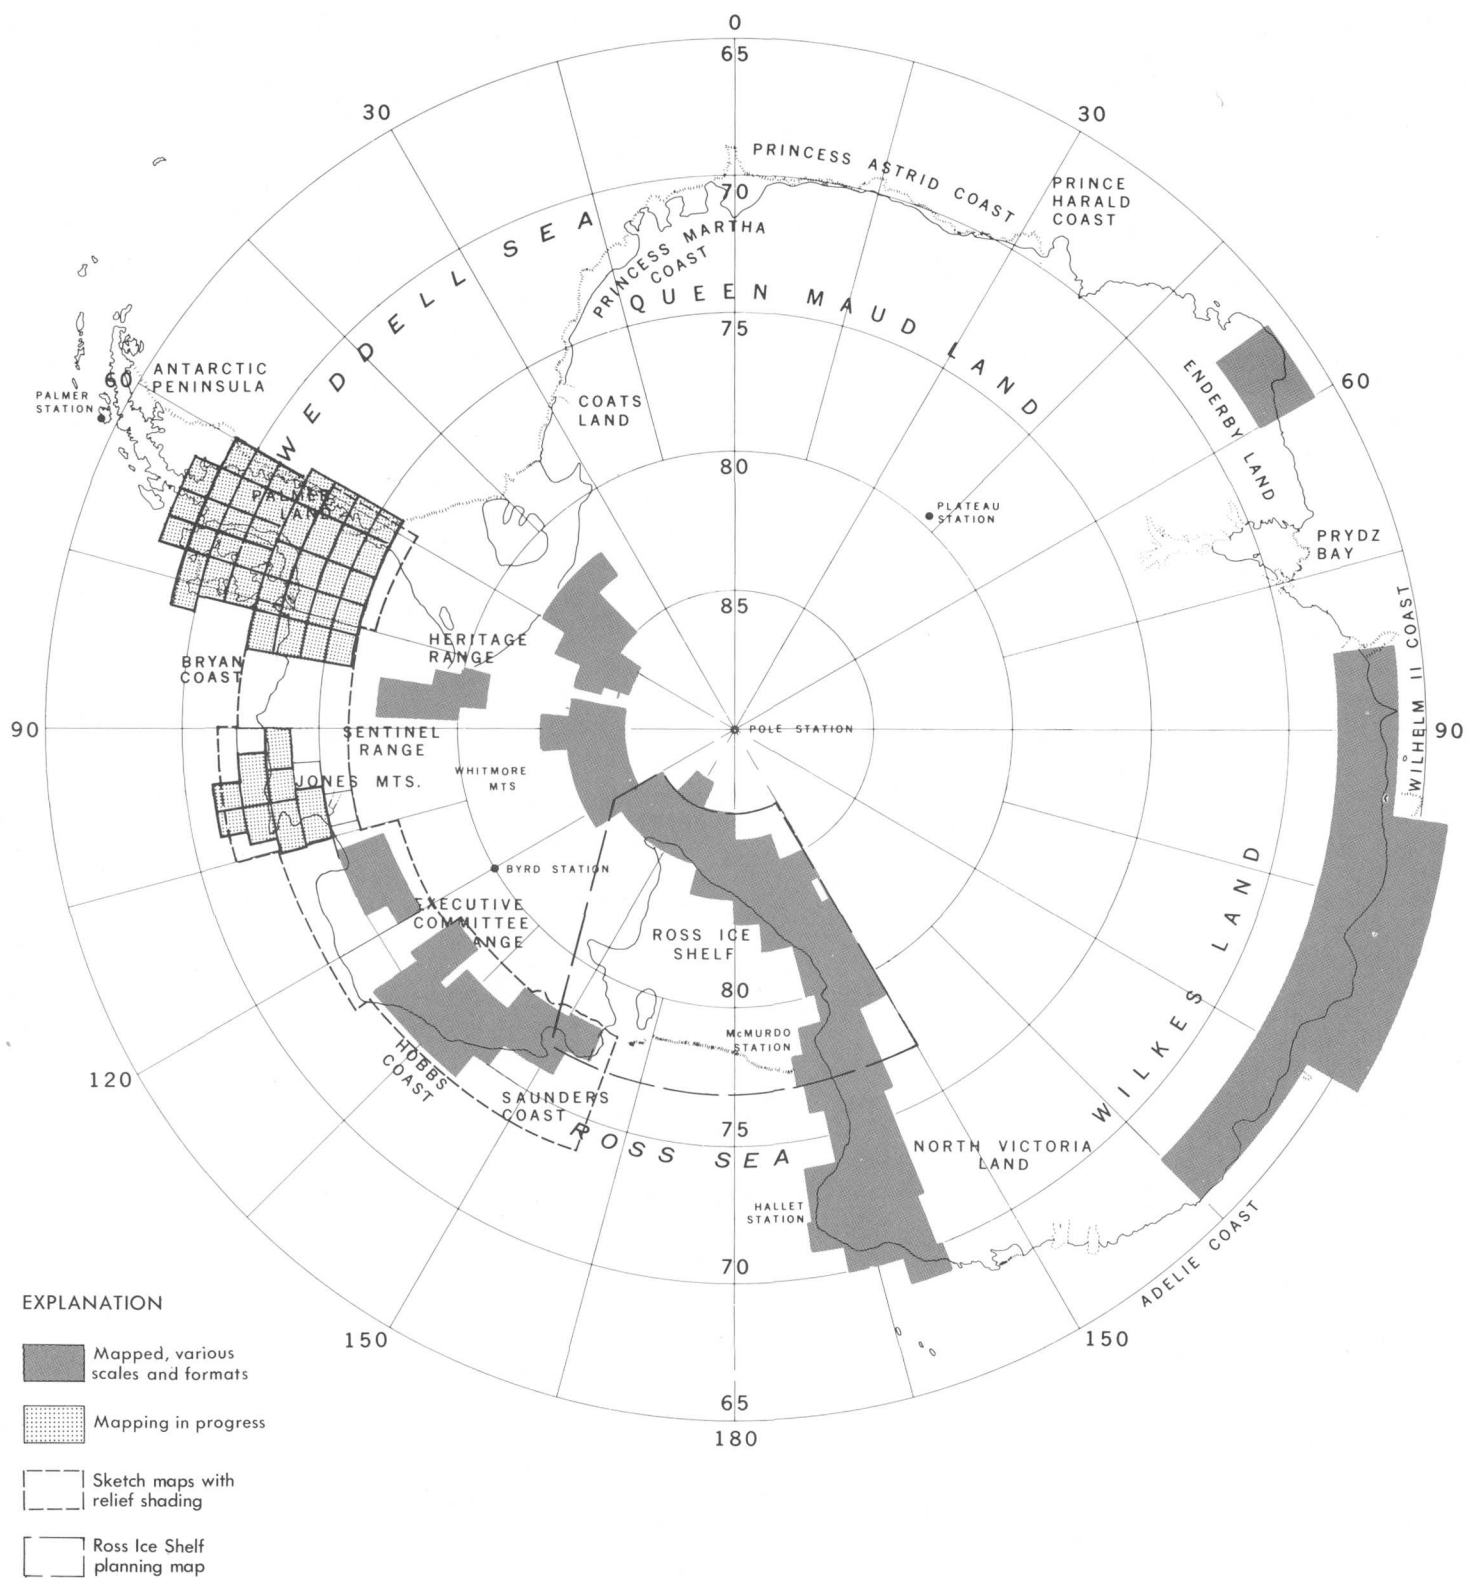 0
65
30
30
PRINCESS ASTRID COAST
PRINCE
HARALD
COAST
70
WEDDELL SEA
PRINCESS MARTHA
COAST
QUEEN MAUD LAND
75
ANTARCTIC
PENINSULA
60
PALMER
STATION
60
ENDERBY LAND
COATS
LAND
80
PALMER
LAND
PLATEAU
STATION
PRYDZ
BAY
85
HERITAGE
RANGE
BRYAN
COAST
WILHELM II COAST
90
SENTINEL
RANGE
POLE STATION
90
JONES MTS.
WHITMORE
MTS
BYRD STATION
EXECUTIVE
COMMITTEE
ANGE
ROSS ICE
SHELF
WILKES LAND
80
McMURDO
STATION
120
HOBBS
COAST
SAUNDERS
COAST
75
ROSS SEA
NORTH VICTORIA
LAND
HALLET
STATION
70
ADELIE COAST
150
150
65
180
EXPLANATION
Mapped, various
scales and formats
Mapping in progress
Sketch maps with
relief shading
Ross Ice Shelf
planning map